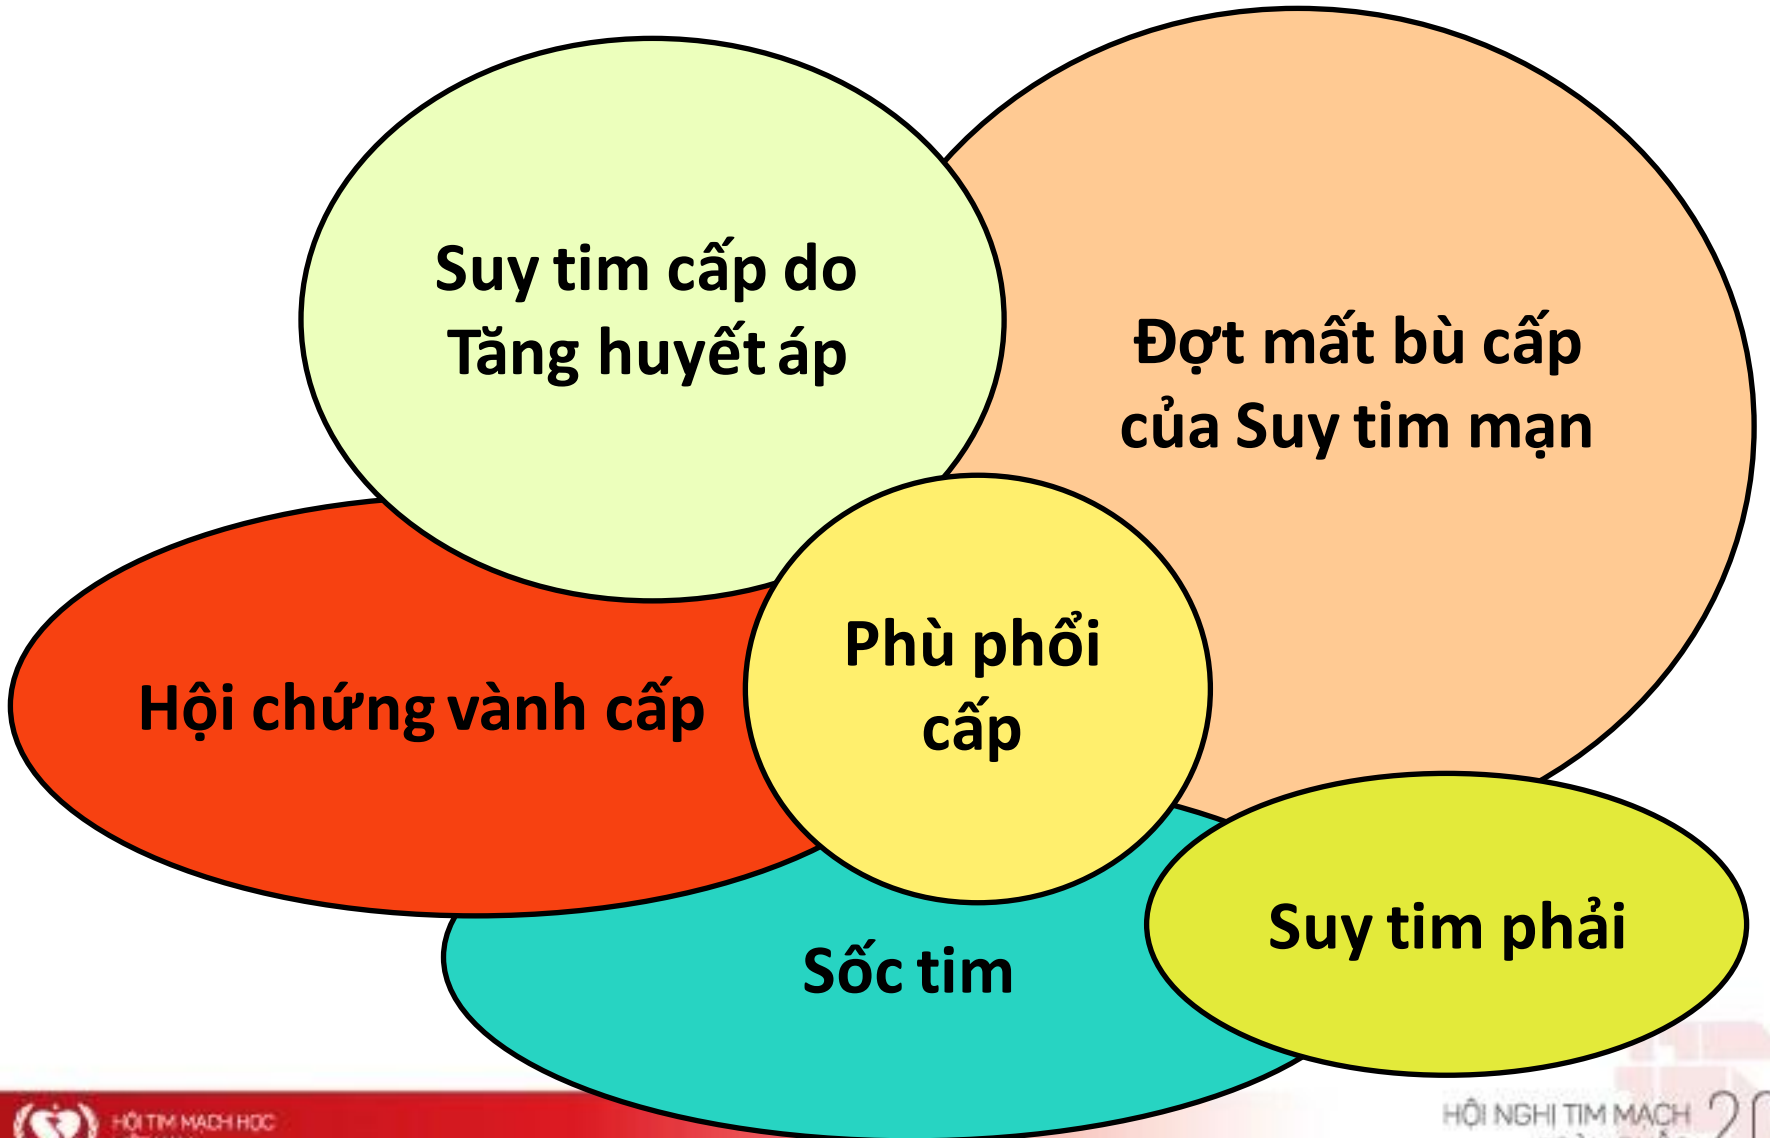 Suy tim cấp do
Tăng huyết áp
Đợt mất bù cấp
của Suy tim mạn
Phù phổi
cấp
Hội chứng vành cấp
Sốc tim
Suy tim phải
HỘI TIM MẠCH HỌC
HỘI NGHỊ TIM MẠCH